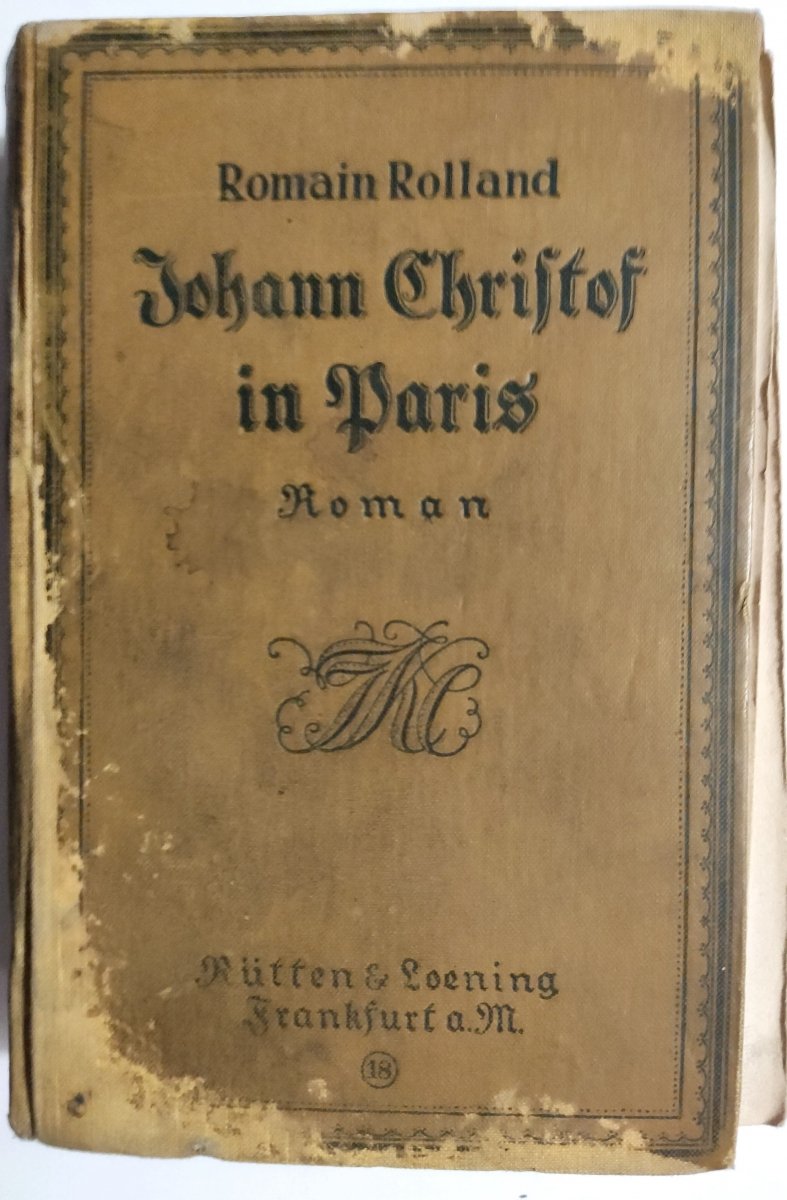 Romain Rolland
Johann Chriſtof
in Paris
Roman
Rütten & Loening
Frankfurt a.M.
18